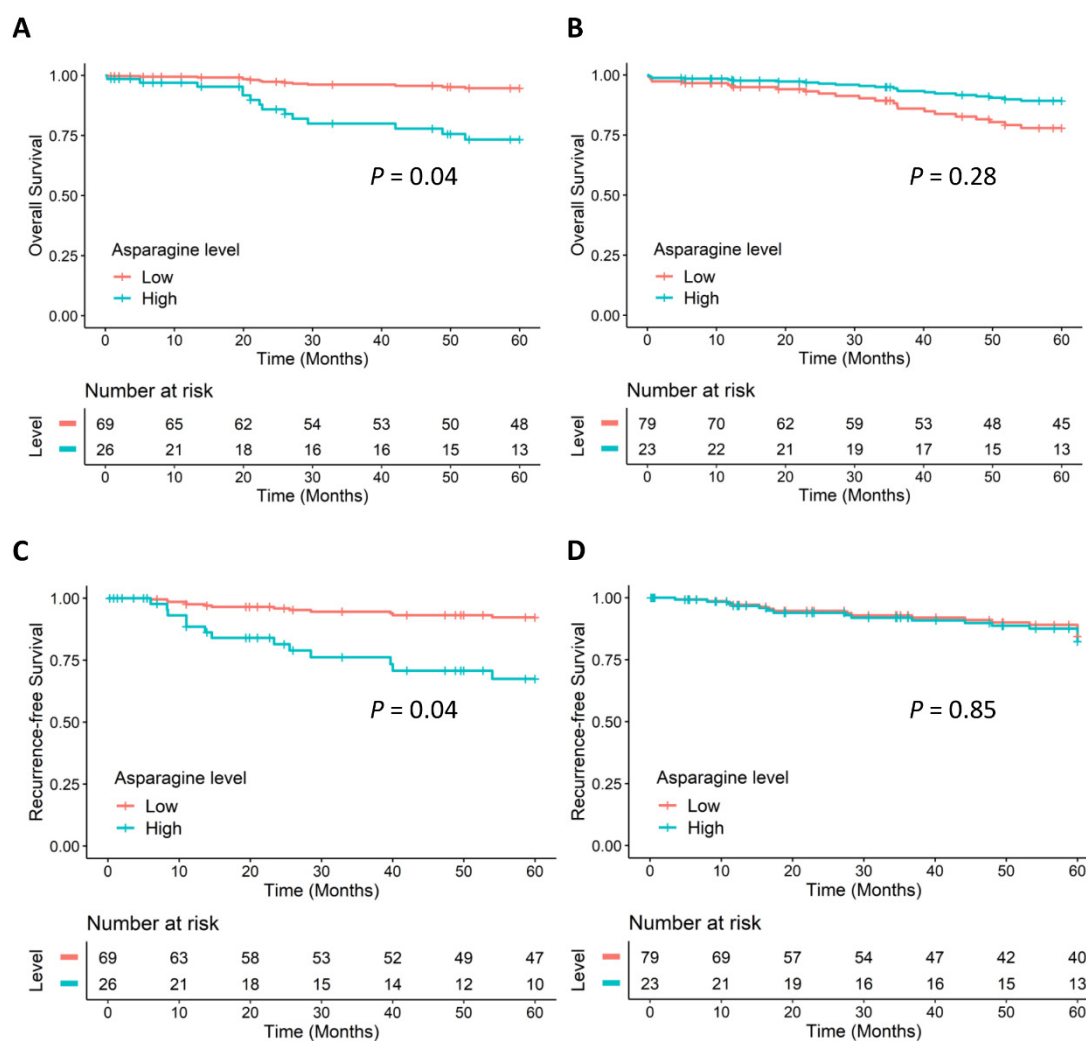 A
Overall Survival
1.00
0.75
0.50
0.25
0.00
P = 0.04
Asparagine level
Low
High
0 10 20 30 40 50 60
Time (Months)
Number at risk
Level
69 65 62 54 53 50 48
26 21 18 16 16 15 13
0 10 20 30 40 50 60
Time (Months)
B
Overall Survival
1.00
0.75
0.50
0.25
0.00
P = 0.28
Asparagine level
Low
High
0 10 20 30 40 50 60
Time (Months)
Number at risk
Level
79 70 62 59 53 48 45
23 22 21 19 17 15 13
0 10 20 30 40 50 60
Time (Months)
C
Recurrence-free Survival
1.00
0.75
0.50
0.25
0.00
P = 0.04
Asparagine level
Low
High
0 10 20 30 40 50 60
Time (Months)
Number at risk
Level
69 63 58 53 52 49 47
26 21 18 15 14 12 10
0 10 20 30 40 50 60
Time (Months)
D
Recurrence-free Survival
1.00
0.75
0.50
0.25
0.00
P = 0.85
Asparagine level
Low
High
0 10 20 30 40 50 60
Time (Months)
Number at risk
Level
79 69 57 54 47 42 40
23 21 19 16 16 15 13
0 10 20 30 40 50 60
Time (Months)